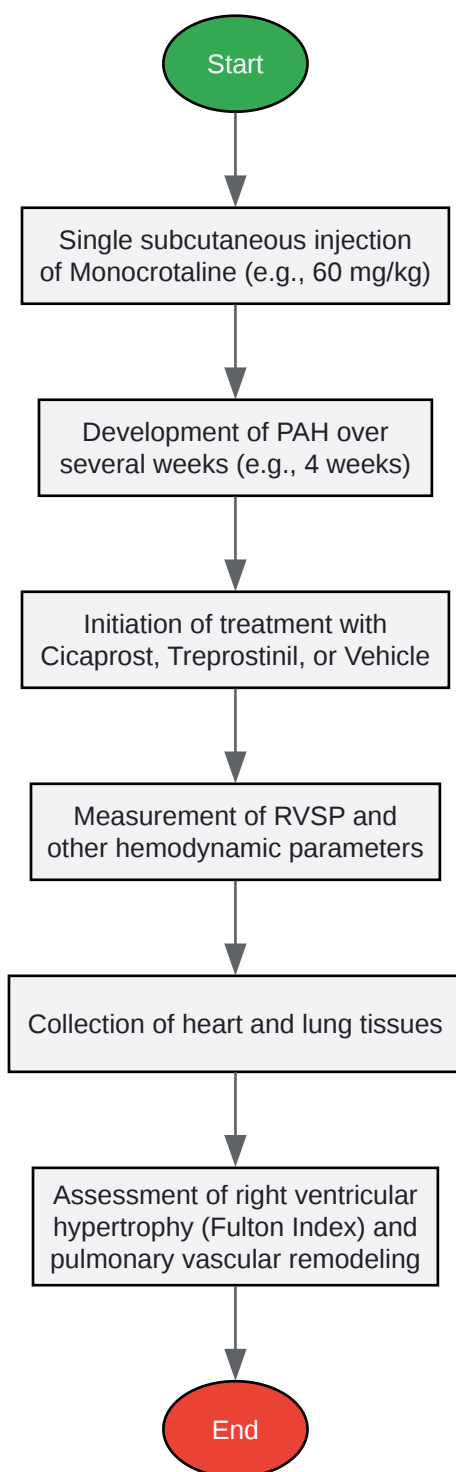 Start
Single subcutaneous injection
of Monocrotaline (e.g., 60 mg/kg)
Development of PAH over
several weeks (e.g., 4 weeks)
Initiation of treatment with
Cicaprost, Treprostinil, or Vehicle
Measurement of RVSP and
other hemodynamic parameters
Collection of heart and lung tissues
Assessment of right ventricular
hypertrophy (Fulton Index) and
pulmonary vascular remodeling
End